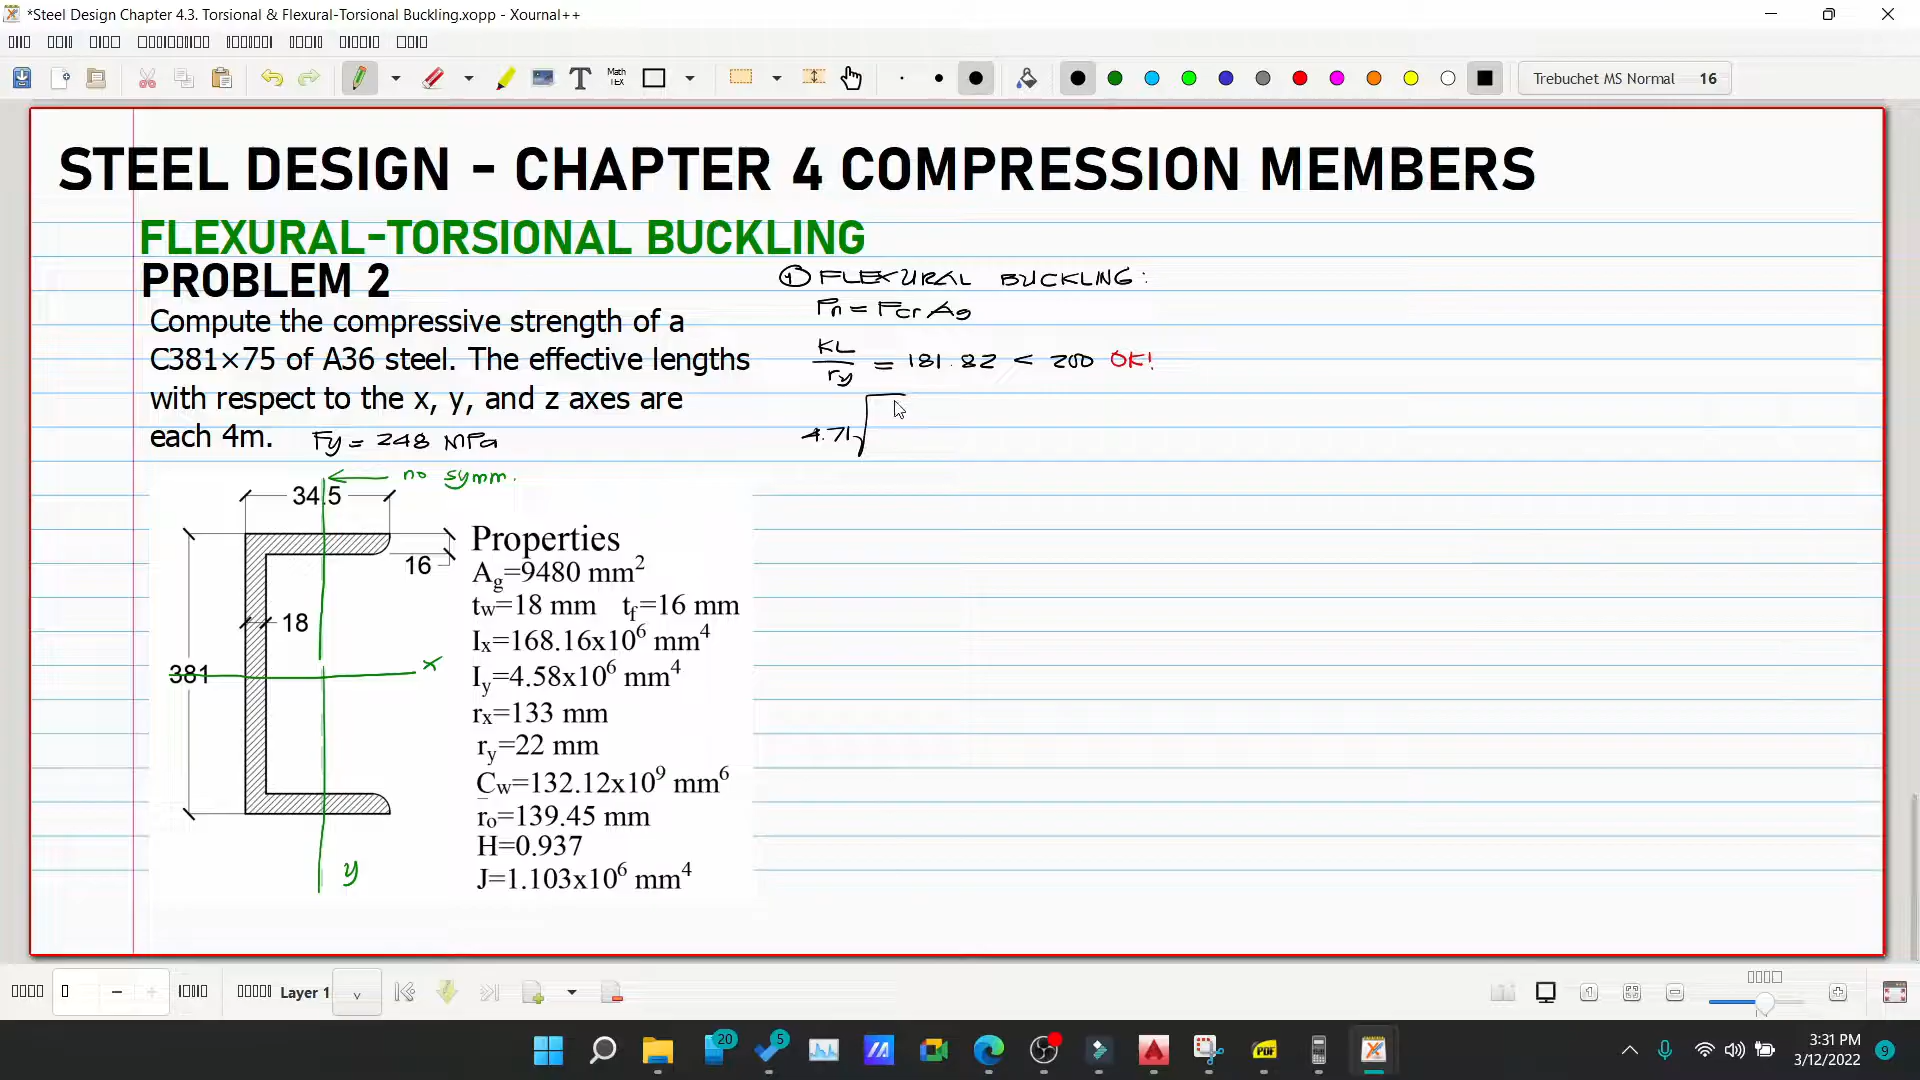 *Steel Design Chapter 4.3. Torsional & Flexural-Torsional Buckling.xopp - Xournal++
Math
TEX
T
Trebuchet MS Normal 16
STEEL DESIGN - CHAPTER 4 COMPRESSION MEMBERS
FLEXURAL-TORSIONAL BUCKLING
PROBLEM 2
Compute the compressive strength of a
C381×75 of A36 steel. The effective lengths
with respect to the x, y, and z axes are
each 4m. Fy = 248 MPa
① FLEXURAL BUCKLING:
Pn = Fcr Ag
KL
ry = 181.82 < 200 OK!
4.71√
no symm.
34.5
16
18
381
x
y
Properties
Ag=9480 mm²
tw=18 mm tf=16 mm
Ix=168.16x10⁶ mm⁴
Iy=4.58x10⁶ mm⁴
rx=133 mm
ry=22 mm
Cw=132.12x10⁹ mm⁶
r̅o=139.45 mm
H=0.937
J=1.103x10⁶ mm⁴
Layer 1
20
5
PDF
3:31 PM
3/12/2022
9